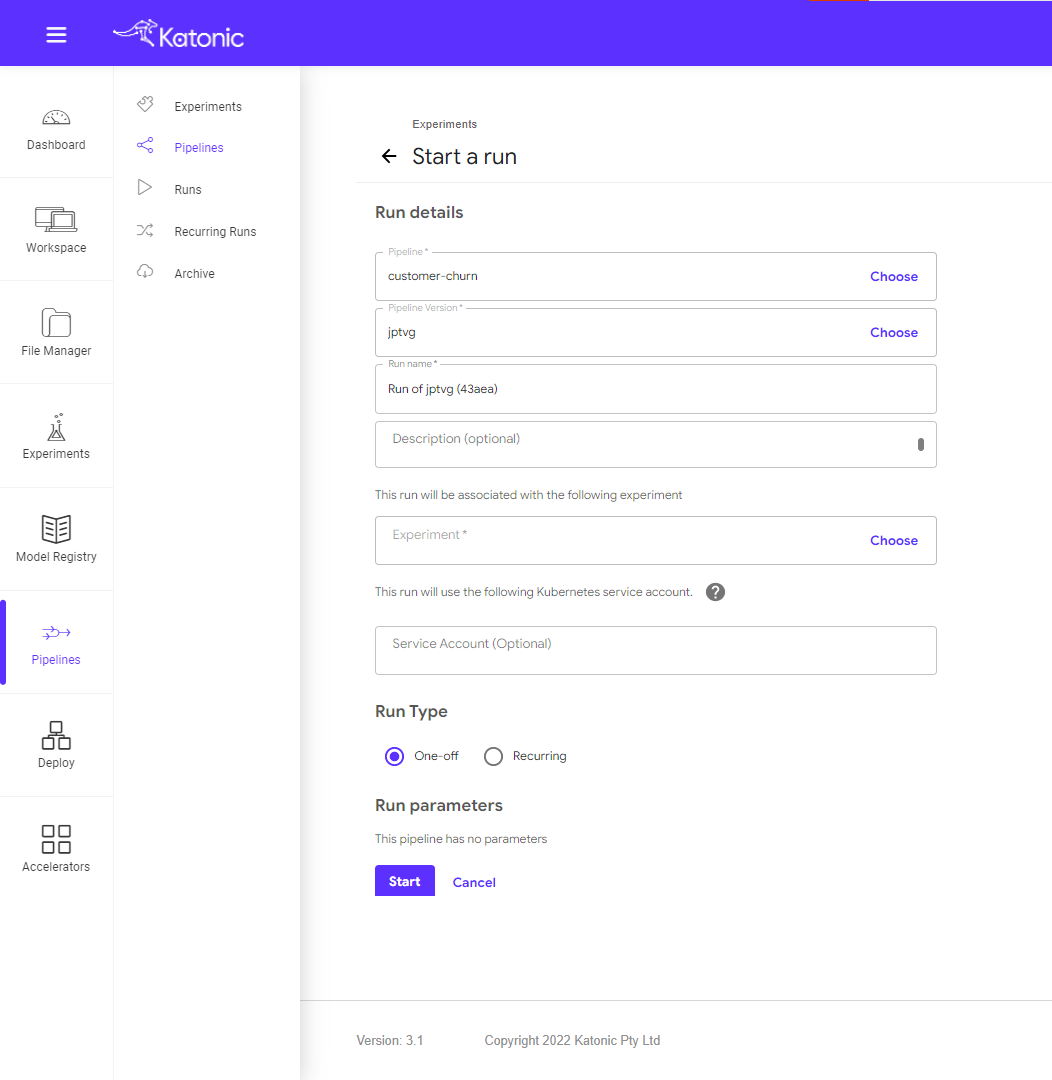 Katonic
Dashboard
Workspace
File Manager
Experiments
Model Registry
Pipelines
Deploy
Accelerators
Experiments
Pipelines
Runs
Recurring Runs
Archive
Experiments
Start a run
Run details
Pipeline *
customer-churn
Choose
Pipeline Version *
jptvg
Choose
Run name *
Run of jptvg (43aea)
Description (optional)
This run will be associated with the following experiment
Experiment *
Choose
This run will use the following Kubernetes service account. ?
Service Account (Optional)
Run Type
One-off Recurring
Run parameters
This pipeline has no parameters
Start Cancel
Version: 3.1 Copyright 2022 Katonic Pty Ltd